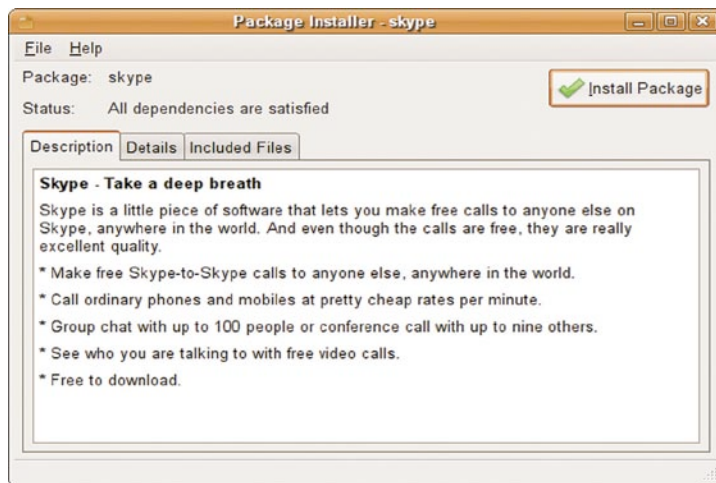 Package Installer - skype
File Help
Package: skype
Install Package
Status: All dependencies are satisfied
Description Details Included Files
Skype - Take a deep breath
Skype is a little piece of software that lets you make free calls to anyone else on
Skype, anywhere in the world. And even though the calls are free, they are really
excellent quality.
* Make free Skype-to-Skype calls to anyone else, anywhere in the world.
* Call ordinary phones and mobiles at pretty cheap rates per minute.
* Group chat with up to 100 people or conference call with up to nine others.
* See who you are talking to with free video calls.
* Free to download.